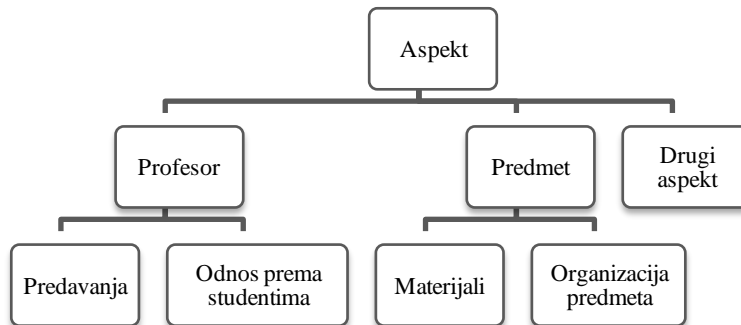 Aspekt
Profesor
Predmet
Drugi
aspekt
Predavanja
Odnos prema
studentima
Materijali
Organizacija
predmeta